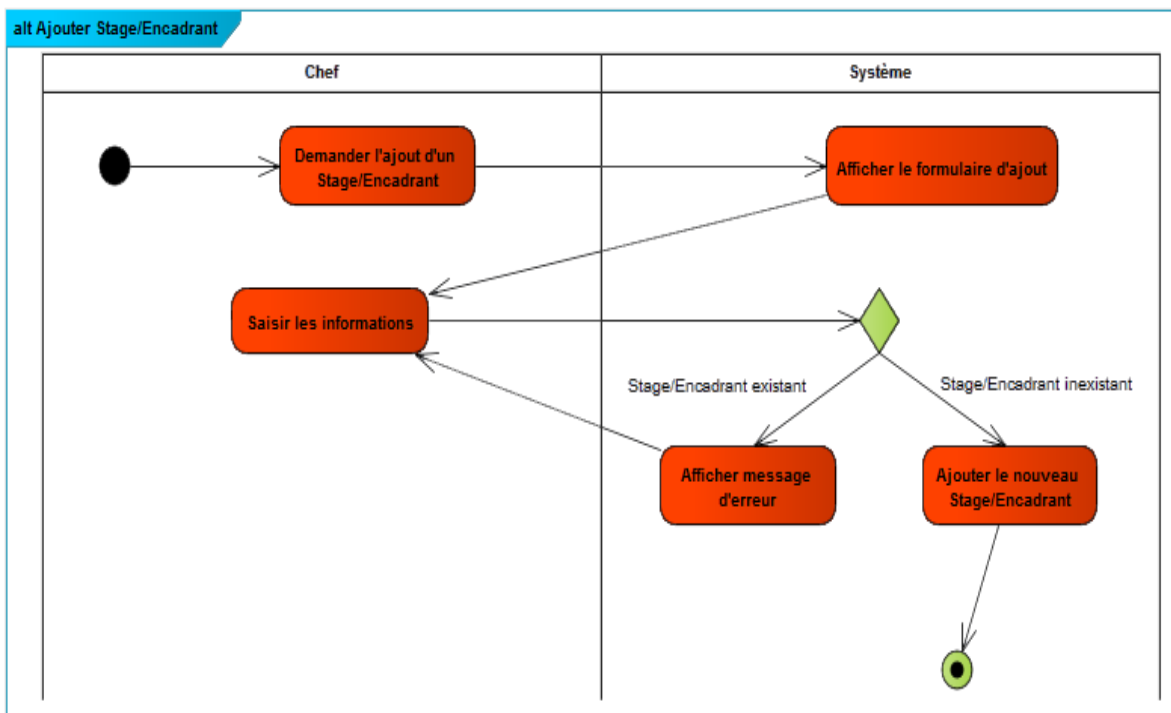 alt Ajouter Stage/Encadrant
Chef
Système
Demander l'ajout d'un
Stage/Encadrant
Afficher le formulaire d'ajout
Saisir les informations
Stage/Encadrant existant
Stage/Encadrant inexistant
Afficher message
d'erreur
Ajouter le nouveau
Stage/Encadrant